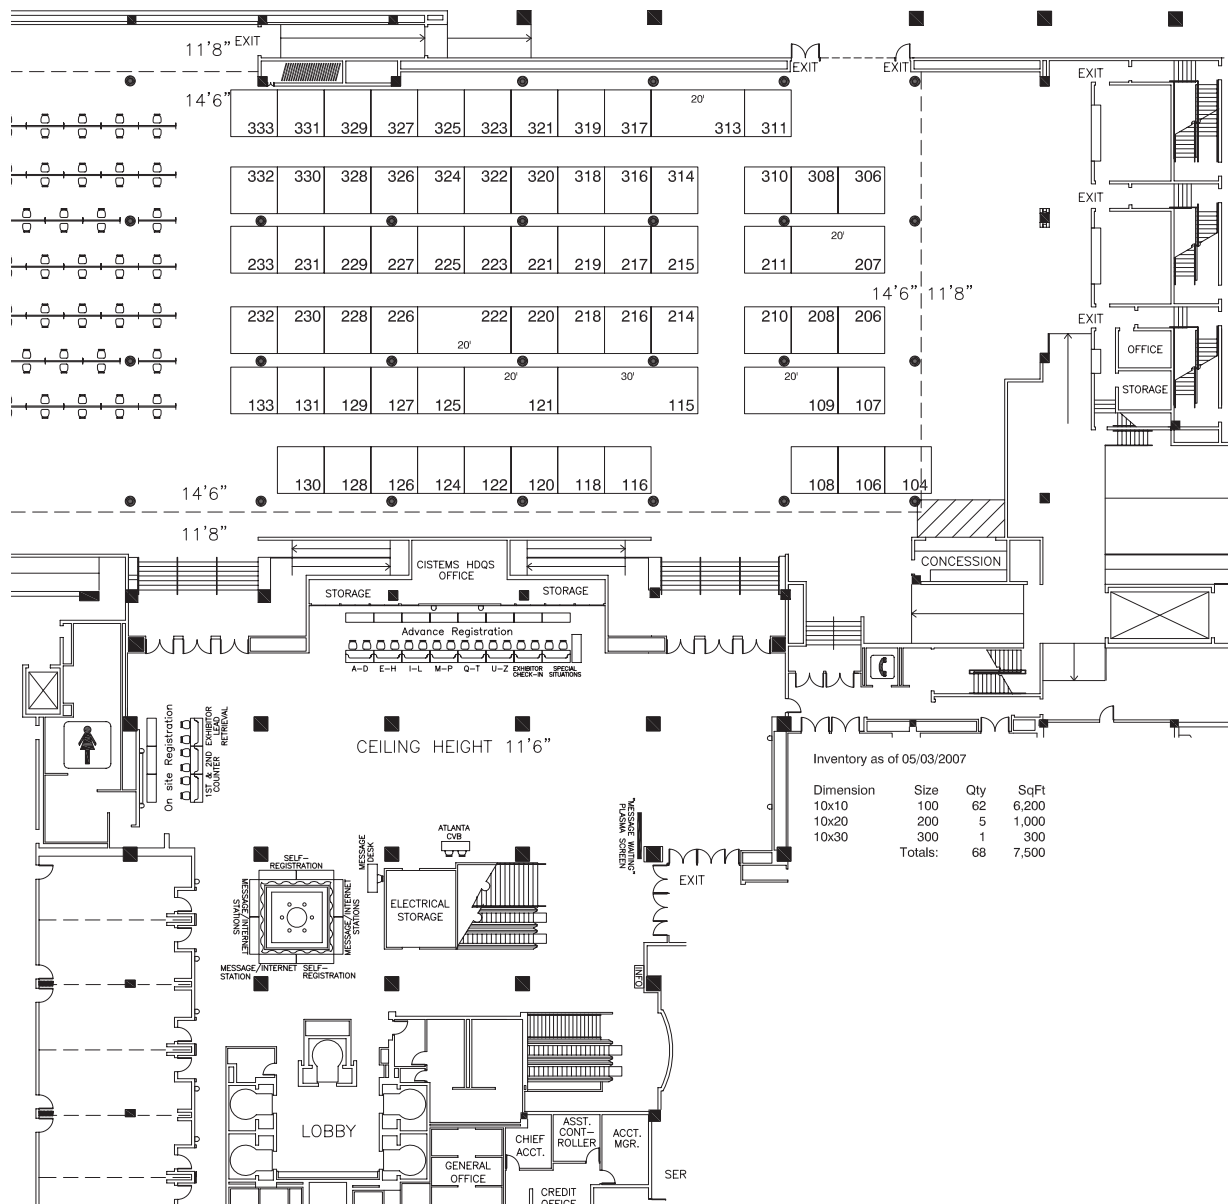 11'8" EXIT
EXIT EXIT EXIT
14'6" 20'
333 331 329 327 325 323 321 319 317 313 311
332 330 328 326 324 322 320 318 316 314 310 308 306
EXIT
20'
233 231 229 227 225 223 221 219 217 215 211 207
14'6" 11'8"
232 230 228 226 222 220 218 216 214 210 208 206
EXIT
20'
OFFICE
20' 30' 20'
STORAGE
133 131 129 127 125 121 115 109 107
130 128 126 124 122 120 118 116 108 106 104
14'6"
11'8"
CISTEMS HDQS
OFFICE
CONCESSION
STORAGE STORAGE
Advance Registration
A-D E-H I-L M-P Q-T U-Z EXHIBITOR
CHECK-IN
SPECIAL
SITUATIONS
On site Registration
1ST & 2ND EXHIBITOR
COUNTER
LEAD
RETRIEVAL
CEILING HEIGHT 11'6"
Inventory as of 05/03/2007
Dimension Size Qty SqFt
10x10 100 62 6,200
10x20 200 5 1,000
10x30 300 1 300
Totals: 68 7,500
"MESSAGE WAITING"
PLASMA SCREEN
ATLANTA
CVB
MESSAGE
DESK
SELF-
REGISTRATION
EXIT
MESSAGE/INTERNET
STATIONS
MESSAGE/INTERNET
STATIONS
ELECTRICAL
STORAGE
MESSAGE/INTERNET
STATION
SELF-
REGISTRATION
INFO
LOBBY
CHIEF
ACCT.
ASST.
CONT-
ROLLER
ACCT.
MGR.
GENERAL
OFFICE
SER
CREDIT
OFFICE